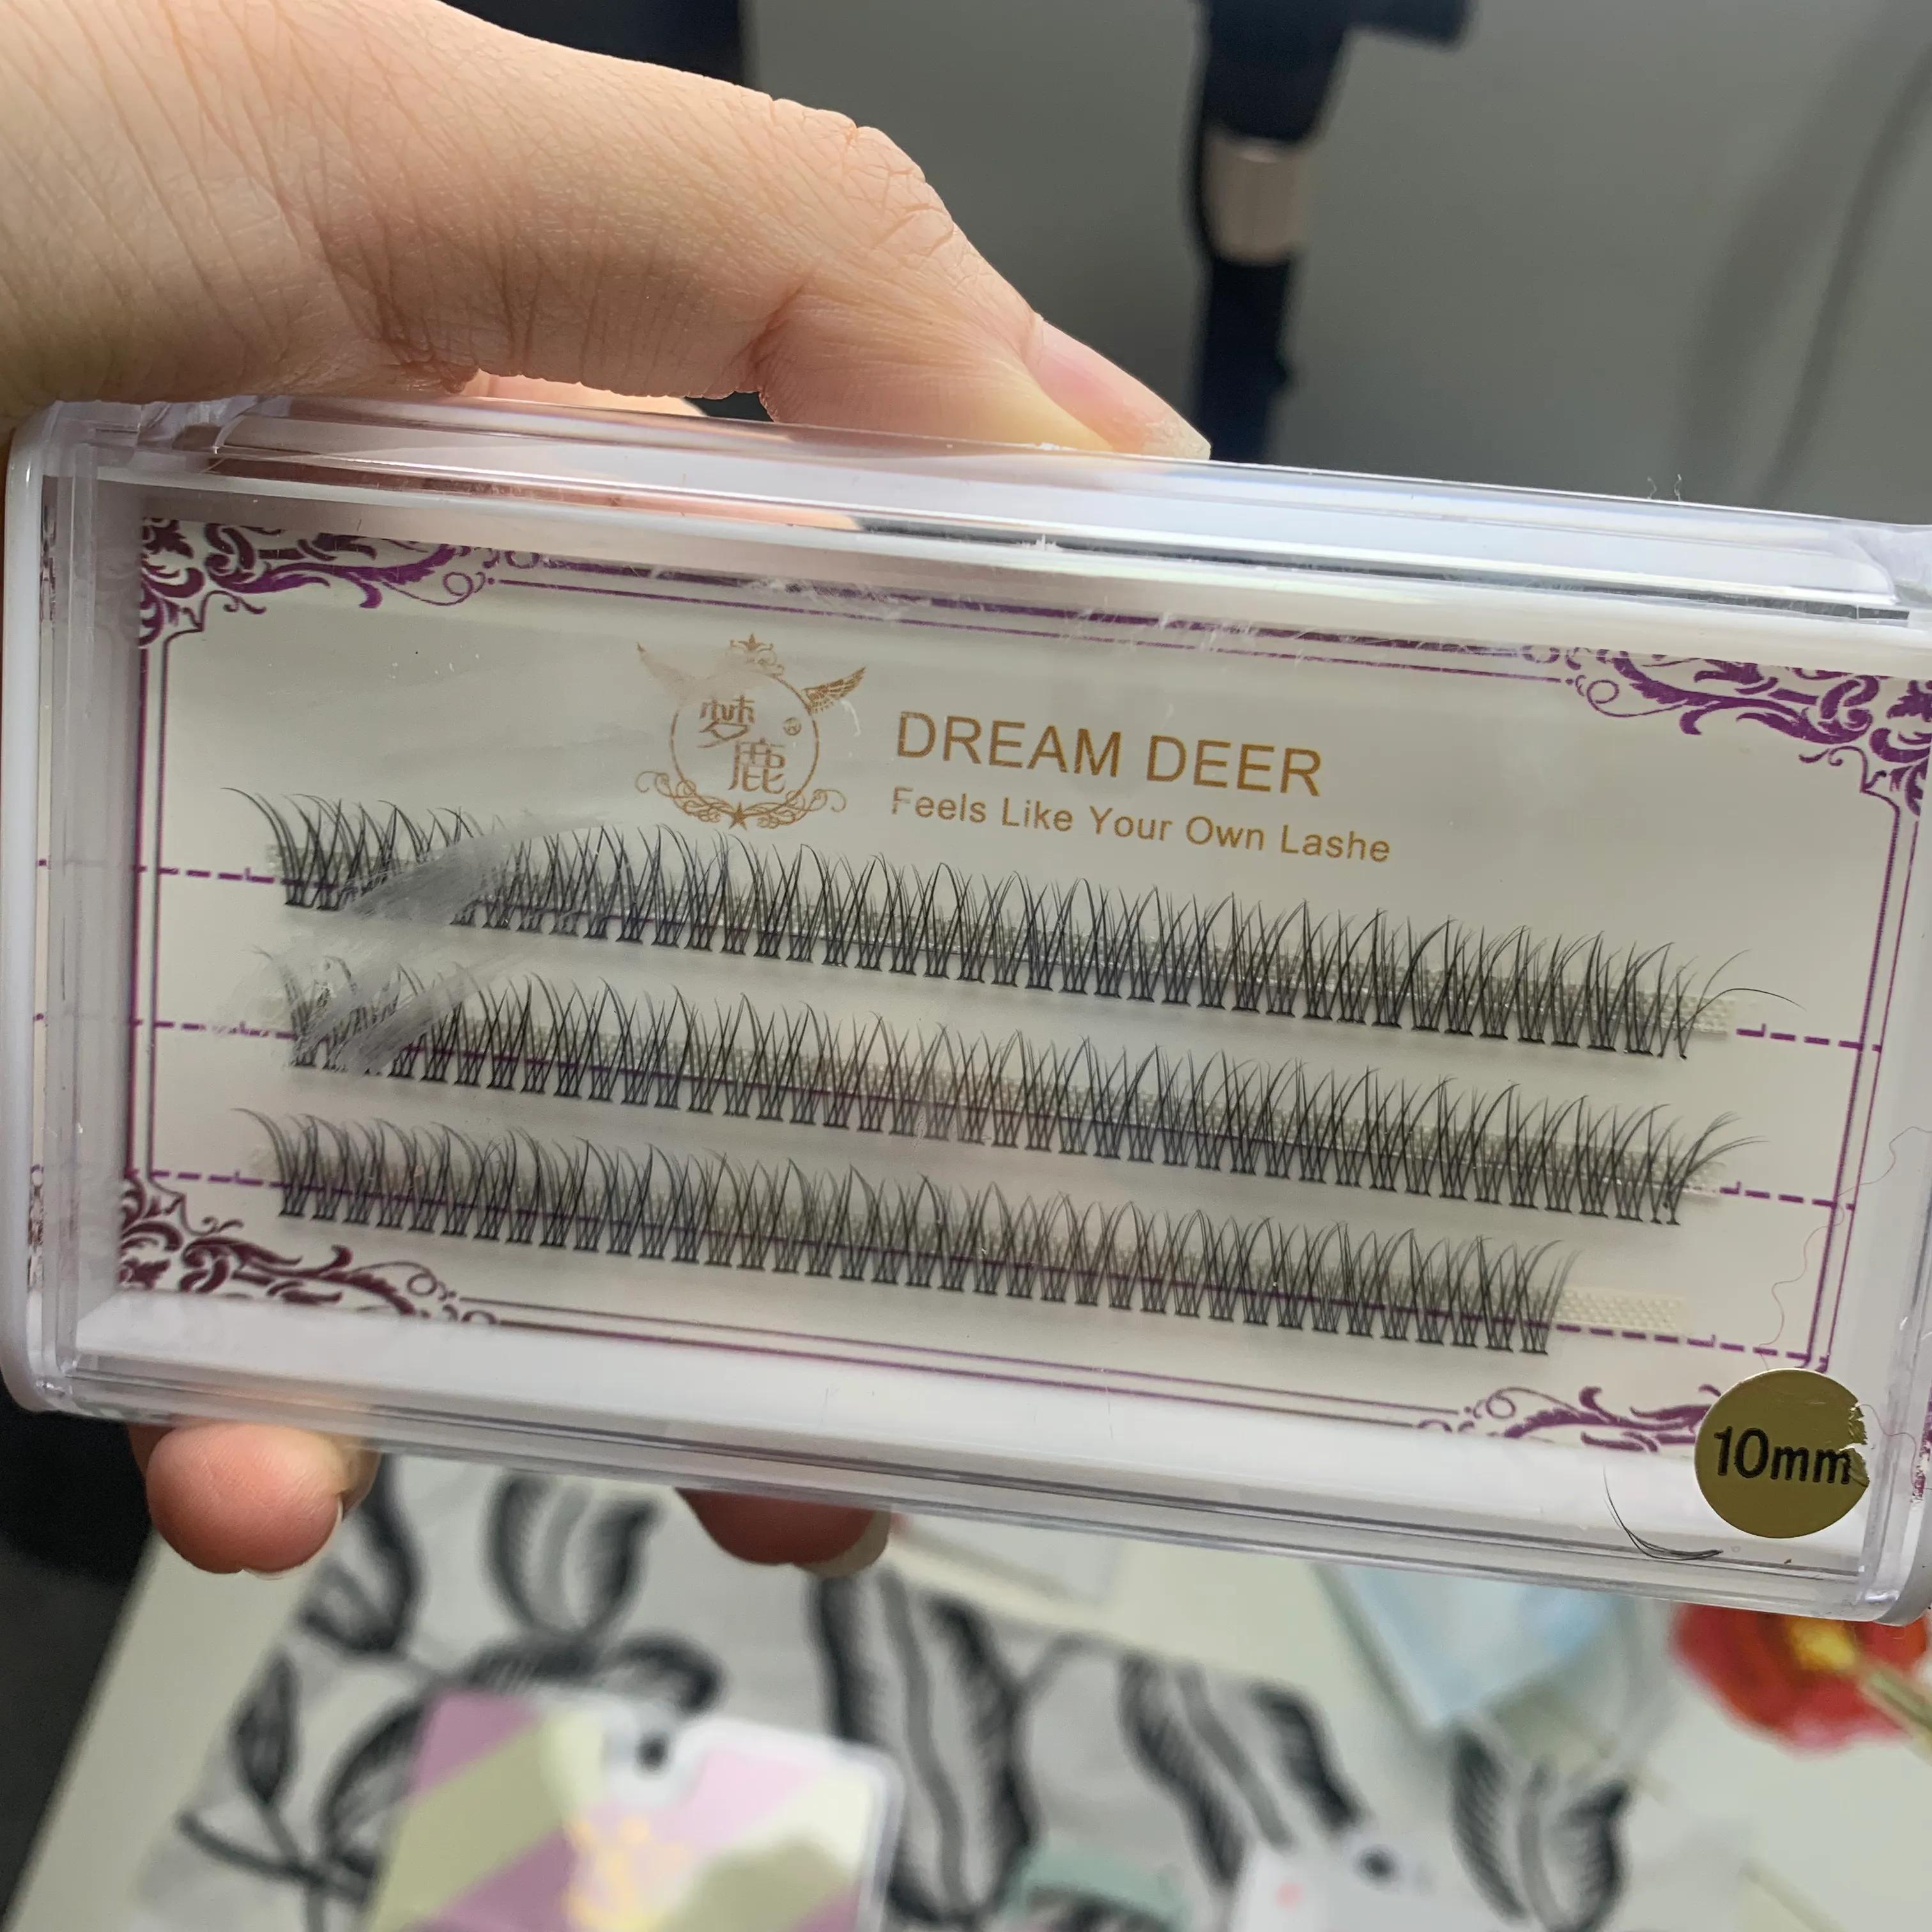 梦
鹿
DREAM DEER
Feels Like Your Own Lashe
10mm